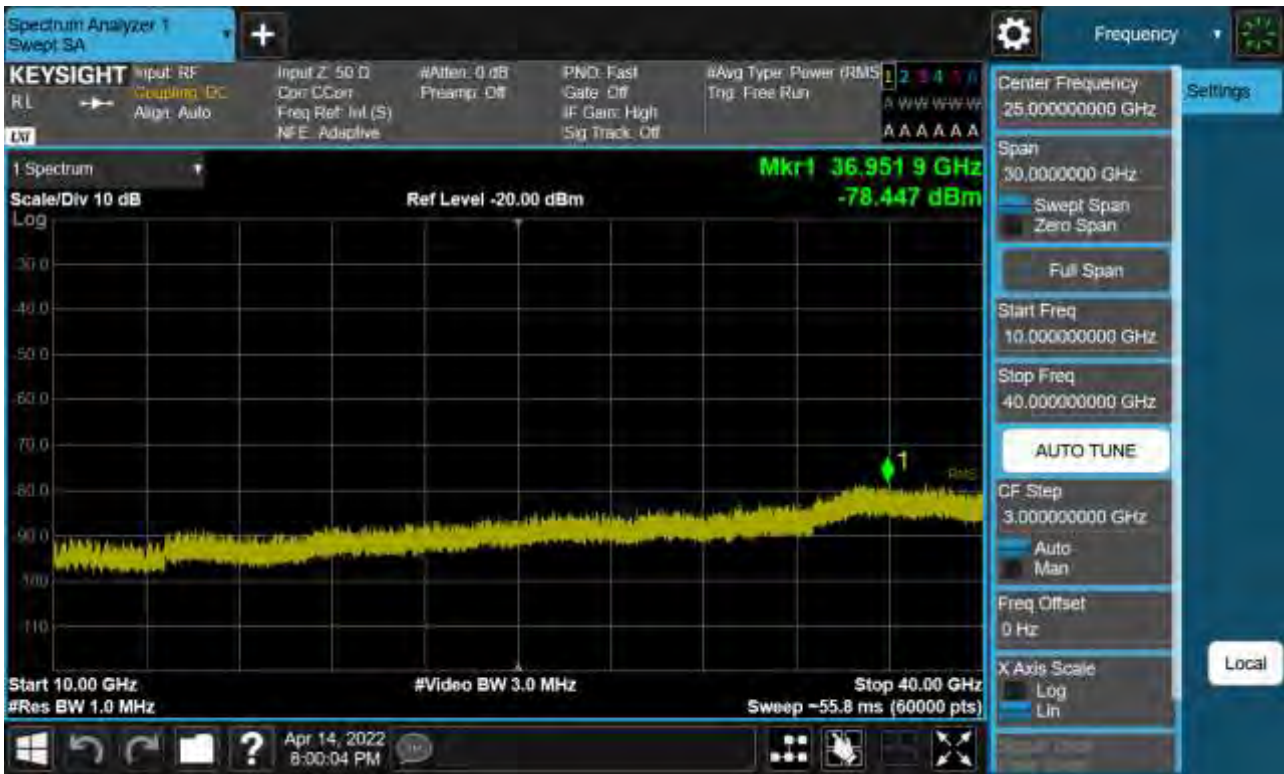 Spectrum Analyzer 1
Swept SA
Frequency
KEYSIGHT
RL
Input: RF
Coupling: DC
Align: Auto
Input Z: 50 Ω
Corr CCorr
Freq Ref: Int (S)
NFE: Adaptive
#Atten: 0 dB
Preamp: Off
PNO: Fast
Gate: Off
IF Gain: High
Sig Track: Off
#Avg Type: Power (RMS
Trig: Free Run
1 2 3 4 5 6
A WW WW W
A A A A A A
LXI
1 Spectrum
Scale/Div 10 dB
Ref Level -20.00 dBm
Mkr1 36.951 9 GHz
-78.447 dBm
Log
-30.0
-40.0
-50.0
-60.0
-70.0
-80.0
-90.0
-100
-110
1
Start 10.00 GHz
#Video BW 3.0 MHz
Stop 40.00 GHz
#Res BW 1.0 MHz
Sweep ~55.8 ms (60000 pts)
Center Frequency
25.000000000 GHz
Settings
Span
30.0000000 GHz
Swept Span
Zero Span
Full Span
Start Freq
10.000000000 GHz
Stop Freq
40.000000000 GHz
AUTO TUNE
CF Step
3.000000000 GHz
Auto
Man
Freq Offset
0 Hz
X Axis Scale
Log
Lin
Local
?
Apr 14, 2022
8:00:04 PM